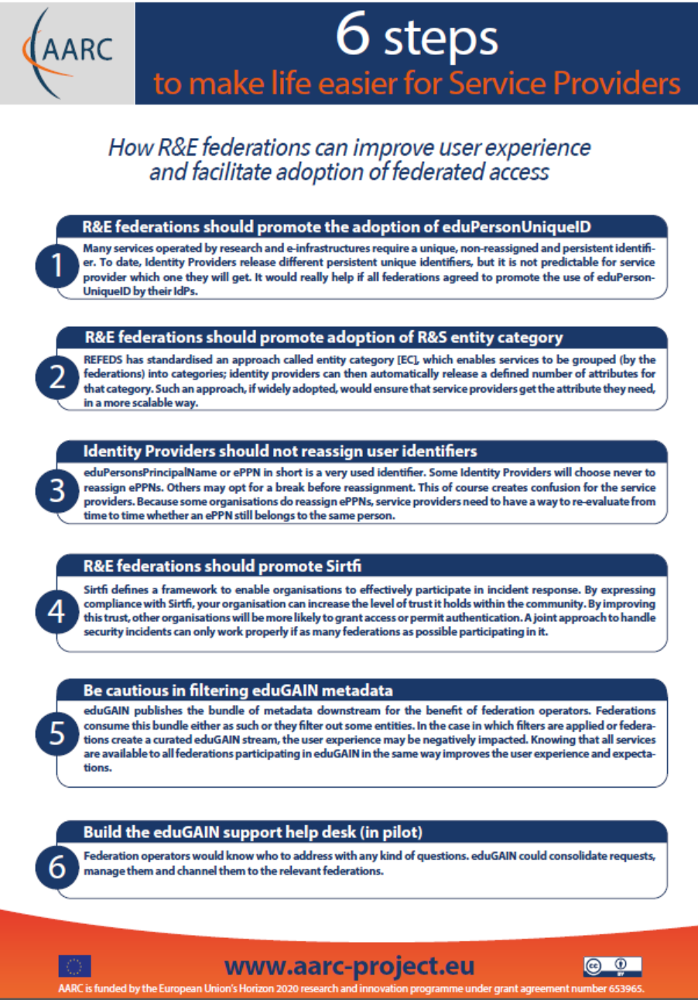 AARC
6 steps
to make life easier for Service Providers
How R&E federations can improve user experience
and facilitate adoption of federated access
R&E federations should promote the adoption of eduPersonUniqueID
1
Many services operated by research and e-infrastructures require a unique, non-reassigned and persistent identifi-
er. To date, Identity Providers release different persistent unique identifiers, but it is not predictable for service
provider which one they will get. It would really help if all federations agreed to promote the use of eduPerson-
UniqueID by their IdPs.
R&E federations should promote adoption of R&S entity category
2
REFEDS has standardised an approach called entity category [EC], which enables services to be grouped (by the
federations) into categories; identity providers can then automatically release a defined number of attributes for
that category. Such an approach, if widely adopted, would ensure that service providers get the attribute they need,
in a more scalable way.
Identity Providers should not reassign user identifiers
3
eduPersonsPrincipalName or ePPN in short is a very used identifier. Some Identity Providers will choose never to
reassign ePPNs. Others may opt for a break before reassignment. This of course creates confusion for the service
providers. Because some organisations do reassign ePPNs, service providers need to have a way to re-evaluate from
time to time whether an ePPN still belongs to the same person.
R&E federations should promote Sirtfi
4
Sirtfi defines a framework to enable organisations to effectively participate in incident response. By expressing
compliance with Sirtfi, your organisation can increase the level of trust it holds within the community. By improving
this trust, other organisations will be more likely to grant access or permit authentication. A joint approach to handle
security incidents can only work properly if as many federations as possible participating in it.
Be cautious in filtering eduGAIN metadata
5
eduGAIN publishes the bundle of metadata downstream for the benefit of federation operators. Federations
consume this bundle either as such or they filter out some entities. In the case in which filters are applied or federa-
tions create a curated eduGAIN stream, the user experience may be negatively impacted. Knowing that all services
are available to all federations participating in eduGAIN in the same way improves the user experience and expecta-
tions.
Build the eduGAIN support help desk (in pilot)
6
Federation operators would know who to address with any kind of questions. eduGAIN could consolidate requests,
manage them and channel them to the relevant federations.
www.aarc-project.eu
cc BY
AARC is funded by the European Union's Horizon 2020 research and innovation programme under grant agreement number 653965.